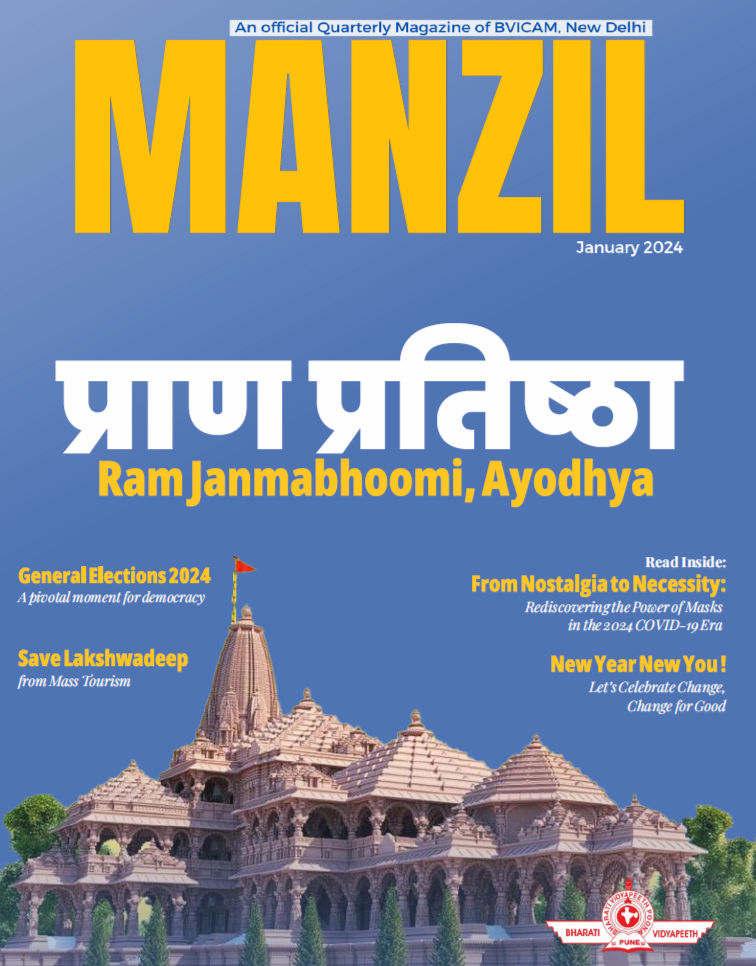 An official Quarterly Magazine of BVICAM, New Delhi
MANZIL
January 2024
प्राण प्रतिष्ठा
Ram Janmabhoomi, Ayodhya
General Elections 2024
A pivotal moment for democracy
Save Lakshwadeep
from Mass Tourism
Read Inside:
From Nostalgia to Necessity:
Rediscovering the Power of Masks
in the 2024 COVID-19 Era
New Year New You !
Let's Celebrate Change,
Change for Good
BHARATI VIDYAPEETH POONA
BHARATI VIDYAPEETH
PUNE